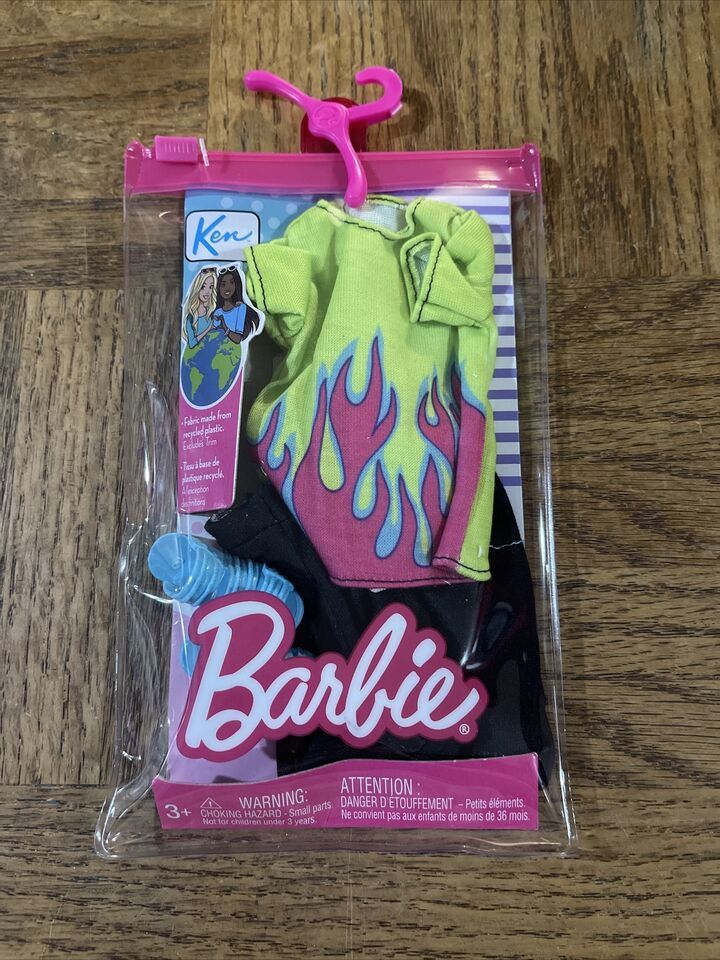 Ken
• Fabric made from
recycled plastic.
Excludes Trim
• Tissu à base de
plastique recyclé.
À l'exception
Barbie®
3+
WARNING:
CHOKING HAZARD - Small parts.
Not for children under 3 years.
ATTENTION :
DANGER D'ETOUFFEMENT – Petits éléments.
Ne convient pas aux enfants de moins de 36 mois.